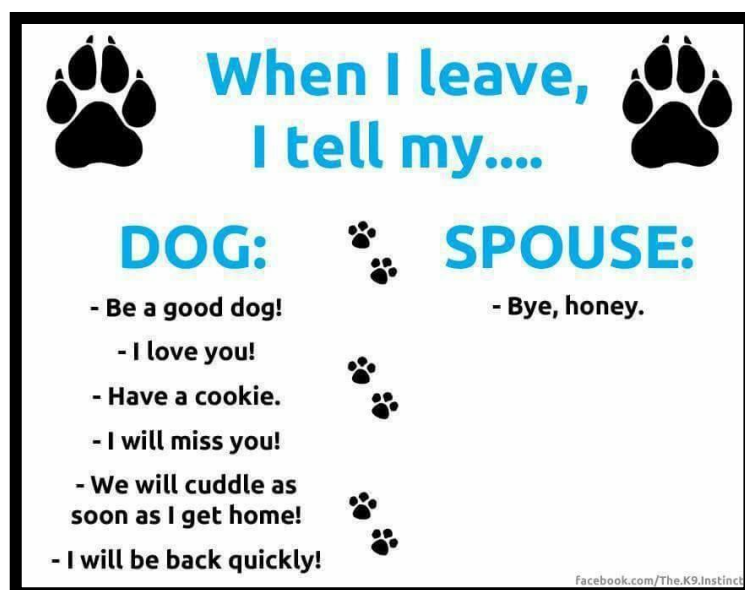 When I leave,
I tell my....
DOG:
- Be a good dog!
- I love you!
- Have a cookie.
- I will miss you!
- We will cuddle as
soon as I get home!
- I will be back quickly!
SPOUSE:
- Bye, honey.
facebook.com/The.K9.Instinct